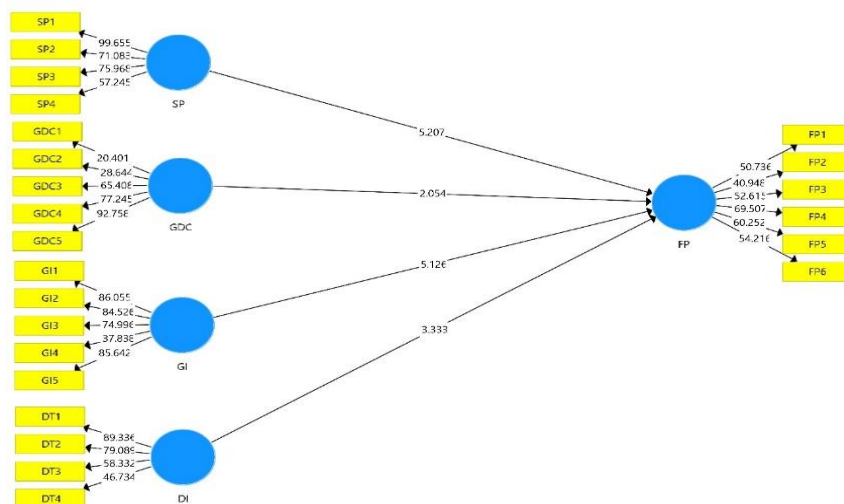 SP1
SP2
SP3
SP4
99.655
71.083
75.968
57.245
SP
GDC1
GDC2
GDC3
GDC4
GDC5
20.401
28.644
65.408
77.245
92.758
GDC
GI1
GI2
GI3
GI4
GI5
86.055
84.526
74.996
37.838
85.642
GI
DT1
DT2
DT3
DT4
89.336
79.089
58.332
46.734
DI
5.207
2.054
5.126
3.333
FP
50.736
40.948
52.615
69.507
60.252
54.216
FP1
FP2
FP3
FP4
FP5
FP6